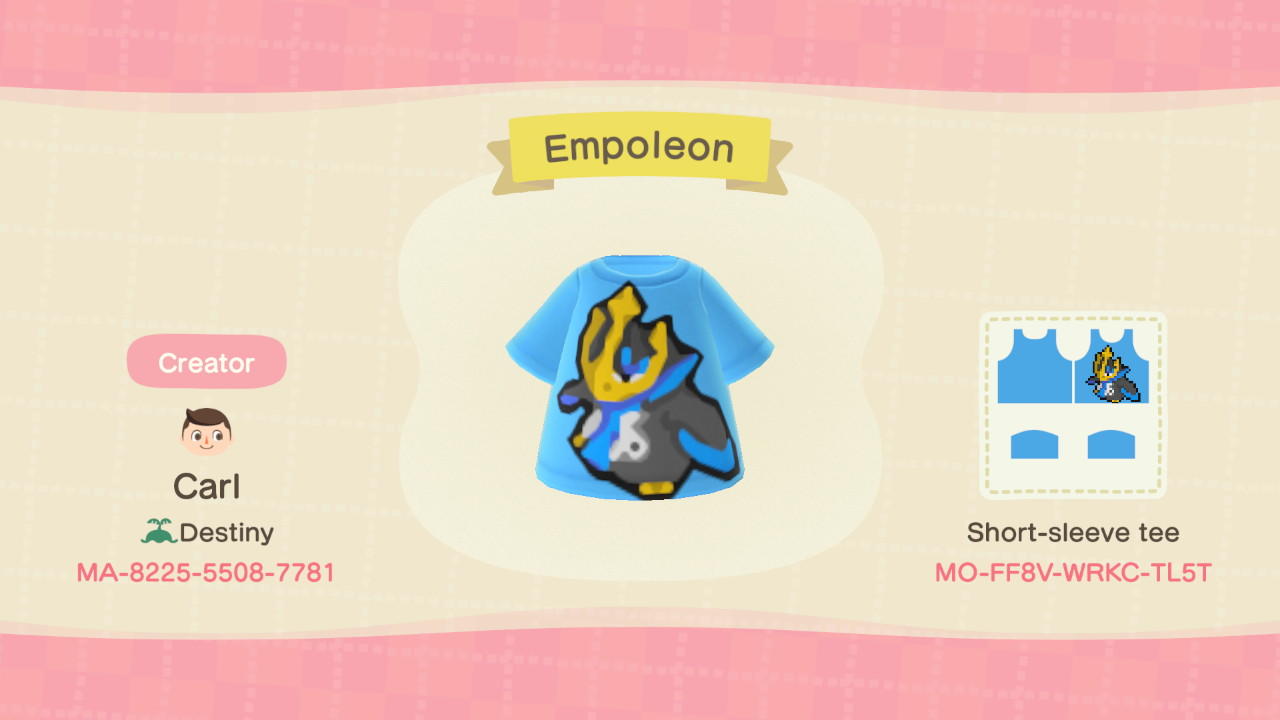 Empoleon
Creator
Carl
Destiny
MA-8225-5508-7781
Short-sleeve tee
MO-FF8V-WRKC-TL5T